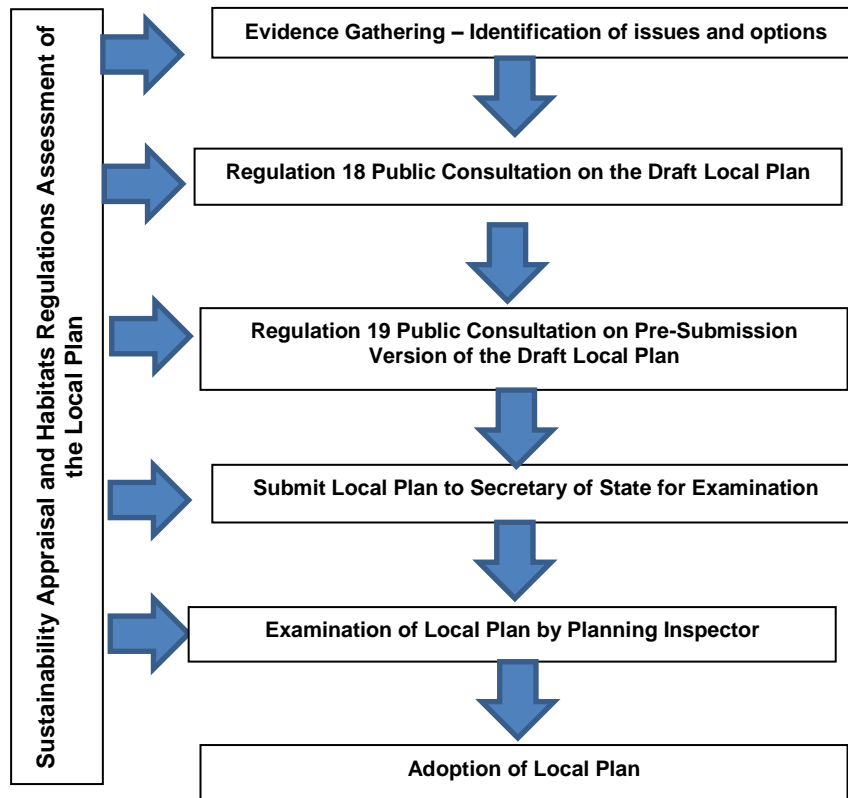 Sustainability Appraisal and Habitats Regulations Assessment of
the Local Plan
Evidence Gathering – Identification of issues and options
Regulation 18 Public Consultation on the Draft Local Plan
Regulation 19 Public Consultation on Pre-Submission
Version of the Draft Local Plan
Submit Local Plan to Secretary of State for Examination
Examination of Local Plan by Planning Inspector
Adoption of Local Plan